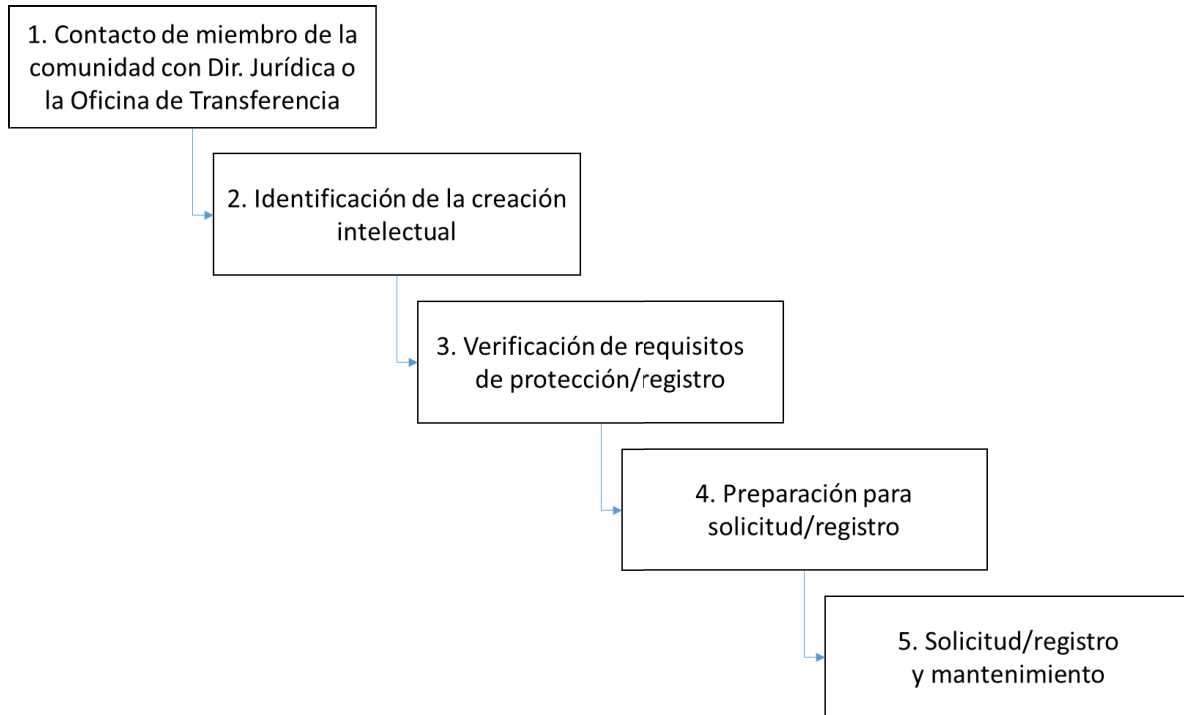 1. Contacto de miembro de la
comunidad con Dir. Jurídica o
la Oficina de Transferencia
2. Identificación de la creación
intelectual
3. Verificación de requisitos
de protección/registro
4. Preparación para
solicitud/registro
5. Solicitud/registro
y mantenimiento